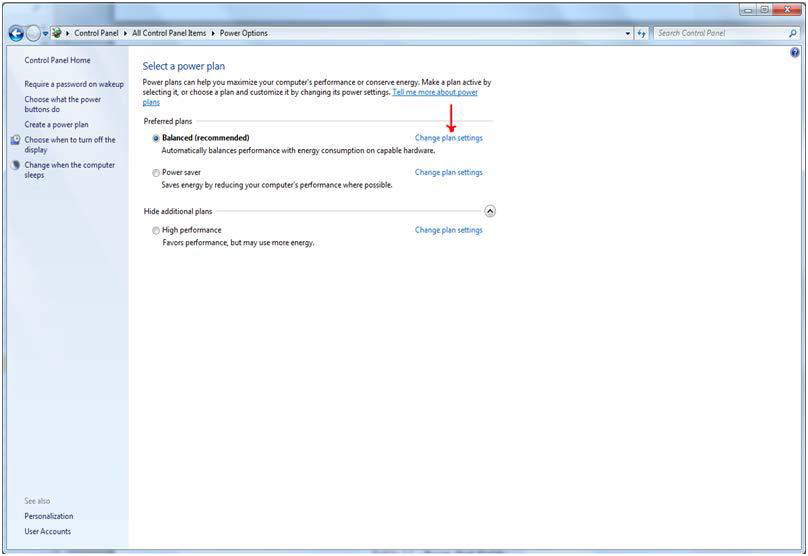 Control Panel ▸ All Control Panel Items ▸ Power Options
Search Control Panel
Control Panel Home
Require a password on wakeup
Choose what the power
buttons do
Create a power plan
Choose when to turn off the
display
Change when the computer
sleeps
See also
Personalization
User Accounts
Select a power plan
Power plans can help you maximize your computer's performance or conserve energy. Make a plan active by
selecting it, or choose a plan and customize it by changing its power settings. Tell me more about power
plans
Preferred plans
Balanced (recommended) Change plan settings
Automatically balances performance with energy consumption on capable hardware.
Power saver Change plan settings
Saves energy by reducing your computer's performance where possible.
Hide additional plans
High performance Change plan settings
Favors performance, but may use more energy.